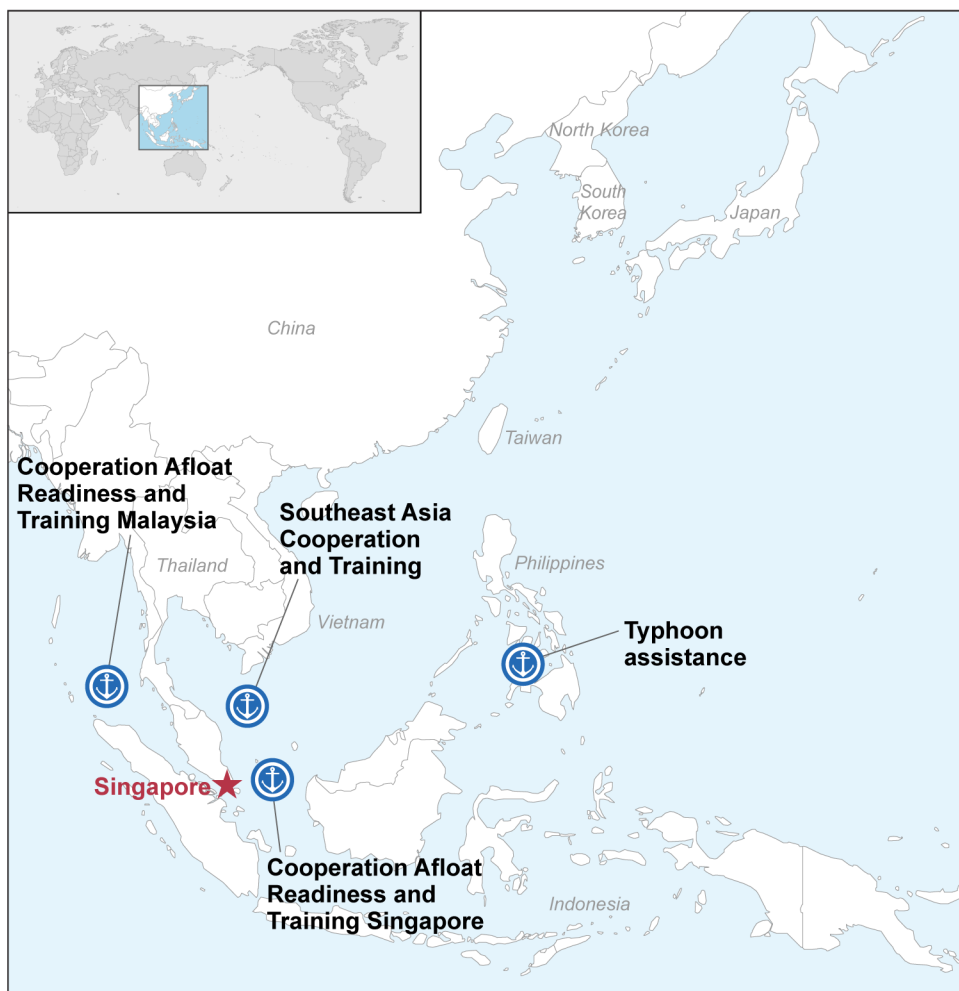 North Korea
South
Korea
Japan
China
Taiwan
Cooperation Afloat
Readiness and
Training Malaysia
Southeast Asia
Cooperation
and Training
Thailand
Philippines
Vietnam
Typhoon
assistance
Singapore
Cooperation Afloat
Readiness and
Training Singapore
Indonesia